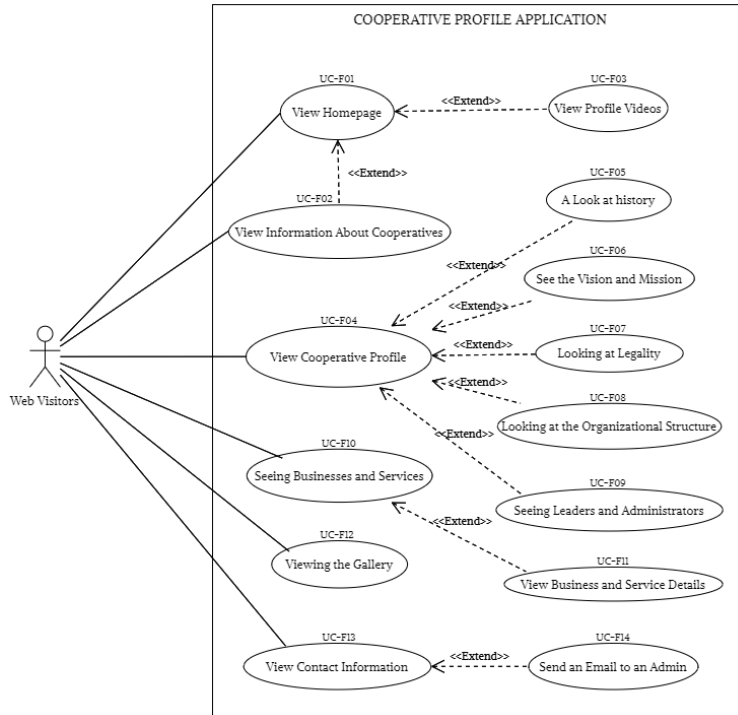 COOPERATIVE PROFILE APPLICATION
UC-F01
View Homepage
<<Extend>>
UC-F03
View Profile Videos
<<Extend>>
UC-F02
View Information About Cooperatives
UC-F05
A Look at history
<<Extend>>
UC-F06
See the Vision and Mission
<<Extend>>
UC-F04
View Cooperative Profile
<<Extend>>
UC-F07
Looking at Legality
<<Extend>>
UC-F08
Looking at the Organizational Structure
<<Extend>>
UC-F09
Seeing Leaders and Administrators
Web Visitors
UC-F10
Seeing Businesses and Services
<<Extend>>
UC-F11
View Business and Service Details
UC-F12
Viewing the Gallery
UC-F13
View Contact Information
<<Extend>>
UC-F14
Send an Email to an Admin